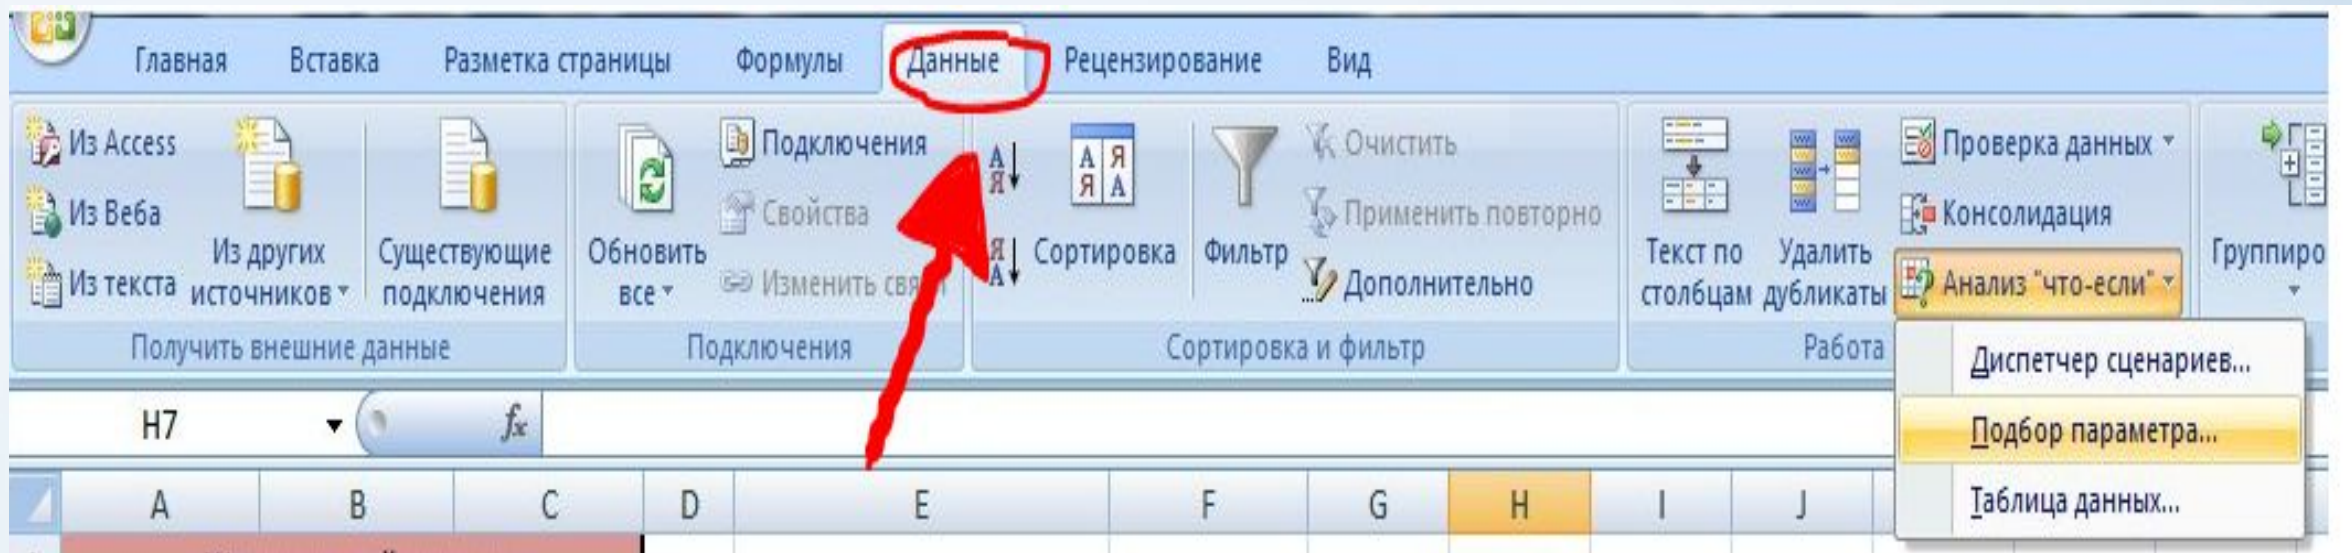 Главная Вставка Разметка страницы Формулы Данные Рецензирование Вид
Из Access
Из Веба
Из текста
Из других
источников
Существующие
подключения
Получить внешние данные
Обновить
все
Подключения
Свойства
Изменить связи
Подключения
А
Я
Я
А
А Я
Я А
Сортировка
Фильтр
Очистить
Применить повторно
Дополнительно
Сортировка и фильтр
Текст по
столбцам
Удалить
дубликаты
Проверка данных
Консолидация
Анализ "что-если"
Работа
Группиро
Диспетчер сценариев...
Подбор параметра...
Таблица данных...
H7 fx
A B C D E F G H I J